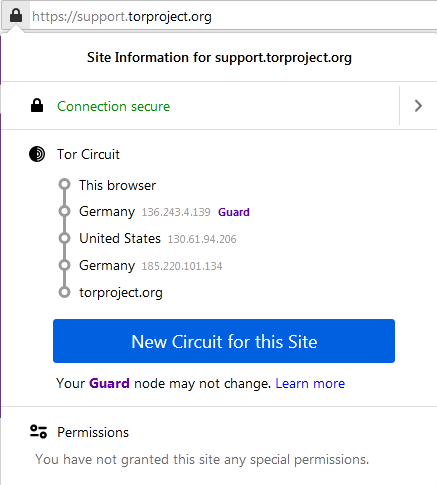 https://support.torproject.org
Site Information for support.torproject.org
Connection secure
Tor Circuit
This browser
Germany 136.243.4.139 Guard
United States 130.61.94.206
Germany 185.220.101.134
torproject.org
New Circuit for this Site
Your Guard node may not change. Learn more
Permissions
You have not granted this site any special permissions.